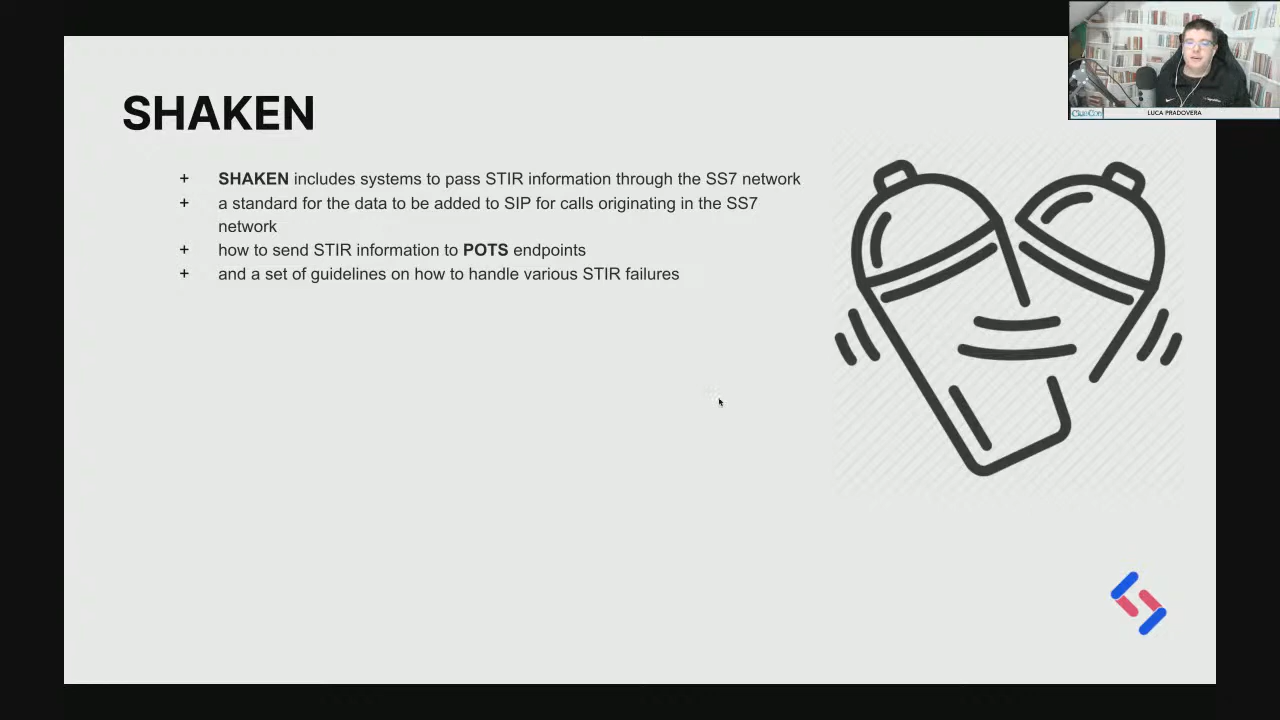 SHAKEN
+ SHAKEN includes systems to pass STIR information through the SS7 network
+ a standard for the data to be added to SIP for calls originating in the SS7
network
+ how to send STIR information to POTS endpoints
+ and a set of guidelines on how to handle various STIR failures
ClueCon
LUCA PRADOVERA